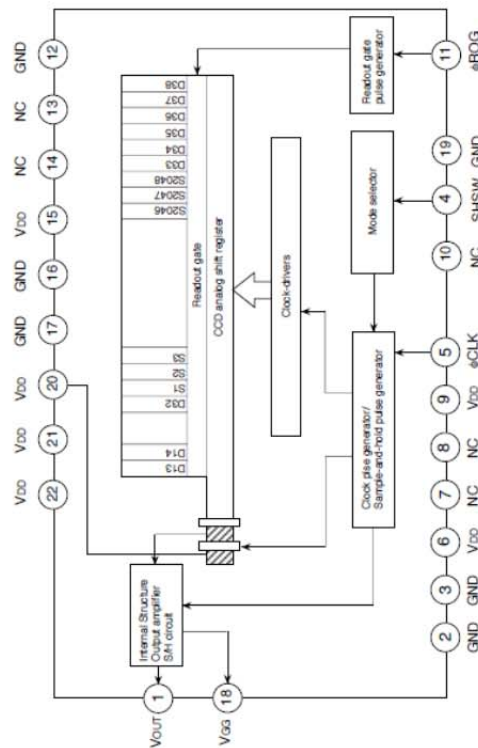 VDD VDD VDD GND GND VDD NC NC GND
22 21 20 17 16 15 14 13 12
D13 D14 D32 S1 S2 S3 S2046 S2047 S2048 D33 D34 D35 D36 D37 D38
Readout gate
CCD analog shift register
Internal Structure
Output amplifier
S/H circuit
VOUT 1
VGG 18
Clock-drivers
Readout gate
pulse generator
Mode selector
Clock plse generator/
Sample-and-hold pulse generator
2 3 6 7 8 9 5 10 4 19 11
GND GND VDD NC NC VDD φCLK NC SHSW GND φROG